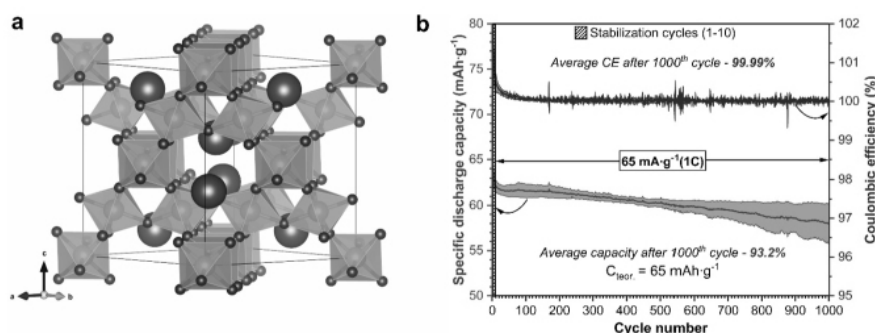 a
c
a
b
b
Stabilization cycles (1-10)
Average CE after 1000th cycle - 99.99%
65 mA·g-1(1C)
Average capacity after 1000th cycle - 93.2%
Cteor. = 65 mAh·g-1
Specific discharge capacity (mAh·g-1)
80
75
70
65
60
55
50
Coulombic efficiency (%)
102
101
100
99
98
97
96
95
0 100 200 300 400 500 600 700 800 900 1000
Cycle number